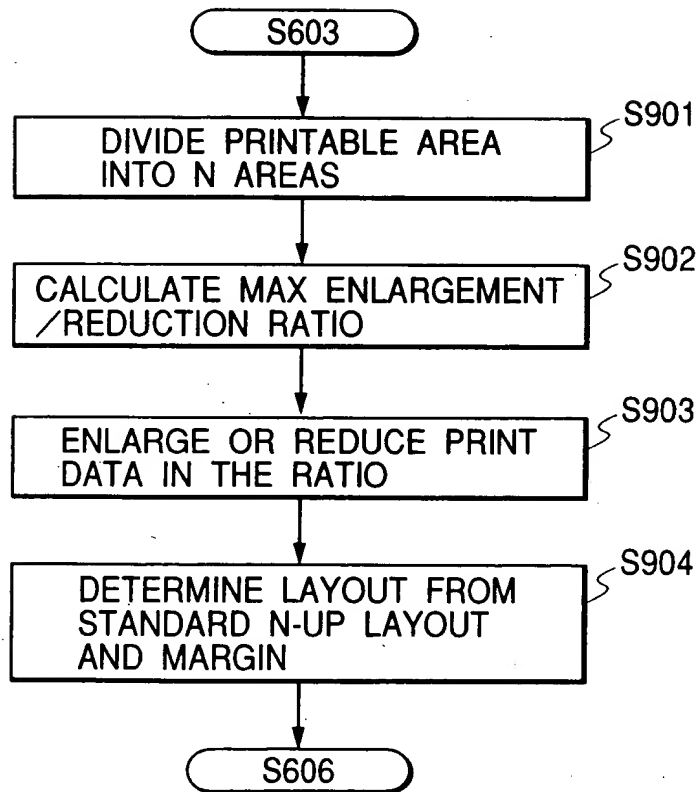 S603
S901
DIVIDE PRINTABLE AREA
INTO N AREAS
S902
CALCULATE MAX ENLARGEMENT
/REDUCTION RATIO
S903
ENLARGE OR REDUCE PRINT
DATA IN THE RATIO
S904
DETERMINE LAYOUT FROM
STANDARD N-UP LAYOUT
AND MARGIN
S606